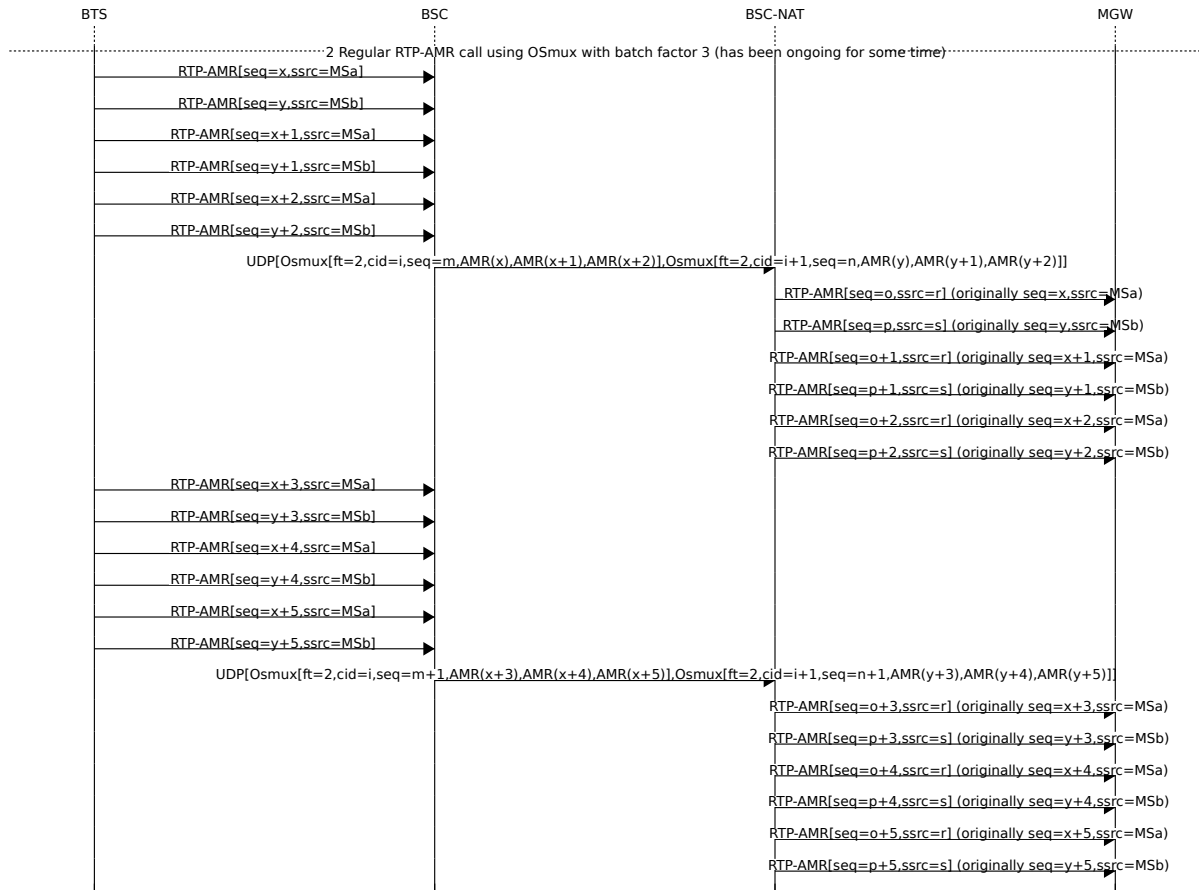 BTS BSC BSC-NAT MGW
2 Regular RTP-AMR call using OSmux with batch factor 3 (has been ongoing for some time)
RTP-AMR[seq=x,ssrc=MSa]
RTP-AMR[seq=y,ssrc=MSb]
RTP-AMR[seq=x+1,ssrc=MSa]
RTP-AMR[seq=y+1,ssrc=MSb]
RTP-AMR[seq=x+2,ssrc=MSa]
RTP-AMR[seq=y+2,ssrc=MSb]
UDP[Osmux[ft=2,cid=i,seq=m,AMR(x),AMR(x+1),AMR(x+2)],Osmux[ft=2,cid=i+1,seq=n,AMR(y),AMR(y+1),AMR(y+2)]]
RTP-AMR[seq=o,ssrc=r] (originally seq=x,ssrc=MSa)
RTP-AMR[seq=p,ssrc=s] (originally seq=y,ssrc=MSb)
RTP-AMR[seq=o+1,ssrc=r] (originally seq=x+1,ssrc=MSa)
RTP-AMR[seq=p+1,ssrc=s] (originally seq=y+1,ssrc=MSb)
RTP-AMR[seq=o+2,ssrc=r] (originally seq=x+2,ssrc=MSa)
RTP-AMR[seq=p+2,ssrc=s] (originally seq=y+2,ssrc=MSb)
RTP-AMR[seq=x+3,ssrc=MSa]
RTP-AMR[seq=y+3,ssrc=MSb]
RTP-AMR[seq=x+4,ssrc=MSa]
RTP-AMR[seq=y+4,ssrc=MSb]
RTP-AMR[seq=x+5,ssrc=MSa]
RTP-AMR[seq=y+5,ssrc=MSb]
UDP[Osmux[ft=2,cid=i,seq=m+1,AMR(x+3),AMR(x+4),AMR(x+5)],Osmux[ft=2,cid=i+1,seq=n+1,AMR(y+3),AMR(y+4),AMR(y+5)]]
RTP-AMR[seq=o+3,ssrc=r] (originally seq=x+3,ssrc=MSa)
RTP-AMR[seq=p+3,ssrc=s] (originally seq=y+3,ssrc=MSb)
RTP-AMR[seq=o+4,ssrc=r] (originally seq=x+4,ssrc=MSa)
RTP-AMR[seq=p+4,ssrc=s] (originally seq=y+4,ssrc=MSb)
RTP-AMR[seq=o+5,ssrc=r] (originally seq=x+5,ssrc=MSa)
RTP-AMR[seq=p+5,ssrc=s] (originally seq=y+5,ssrc=MSb)